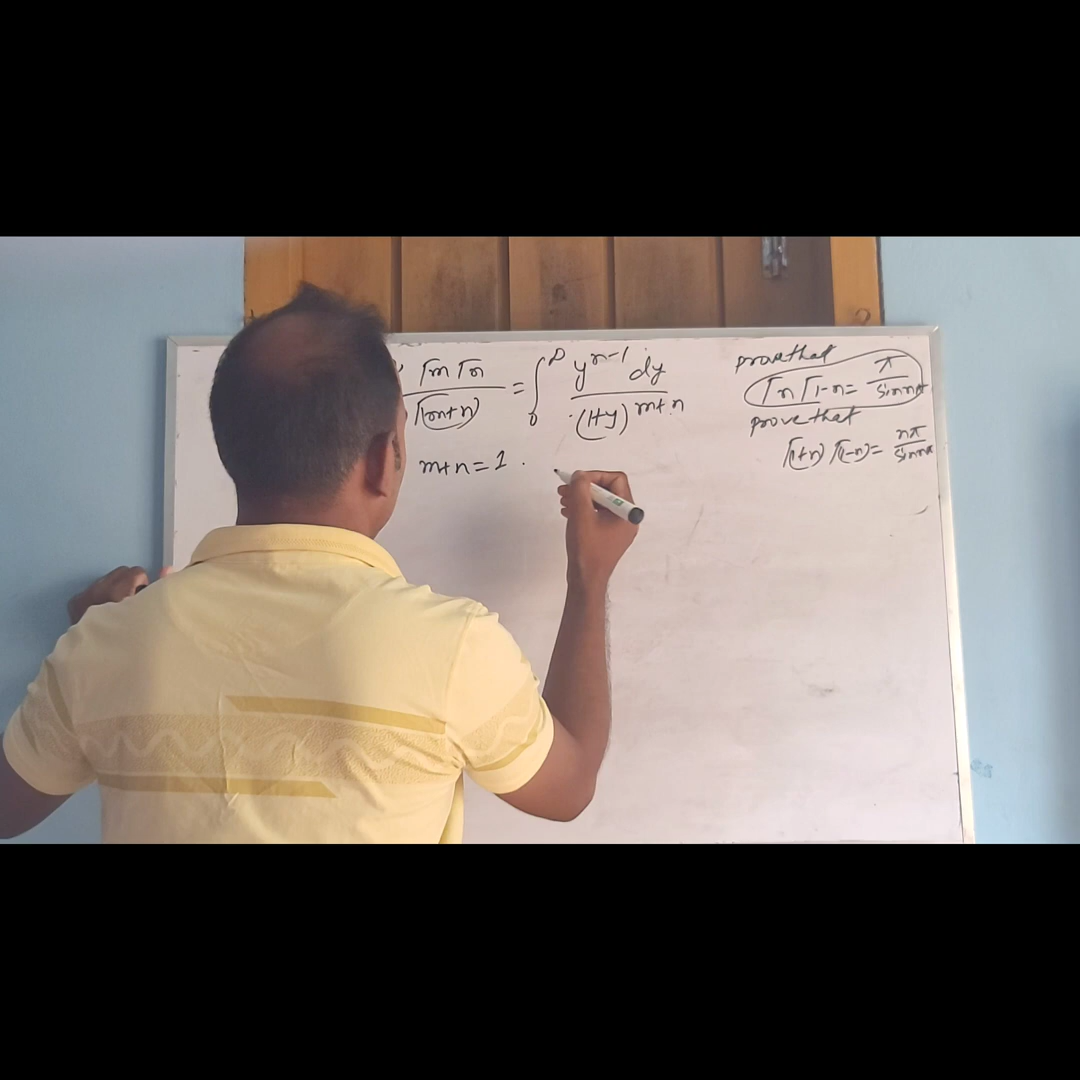 Γm Γn / Γ(m+n) = ∫₀^∞ y^(n-1) dy / (1+y)^(m+n)
m+n=1.
prove that
Γn Γ1-n = π / sin nπ
prove that
Γ(1+n) Γ(1-n) = nπ / sin nπ